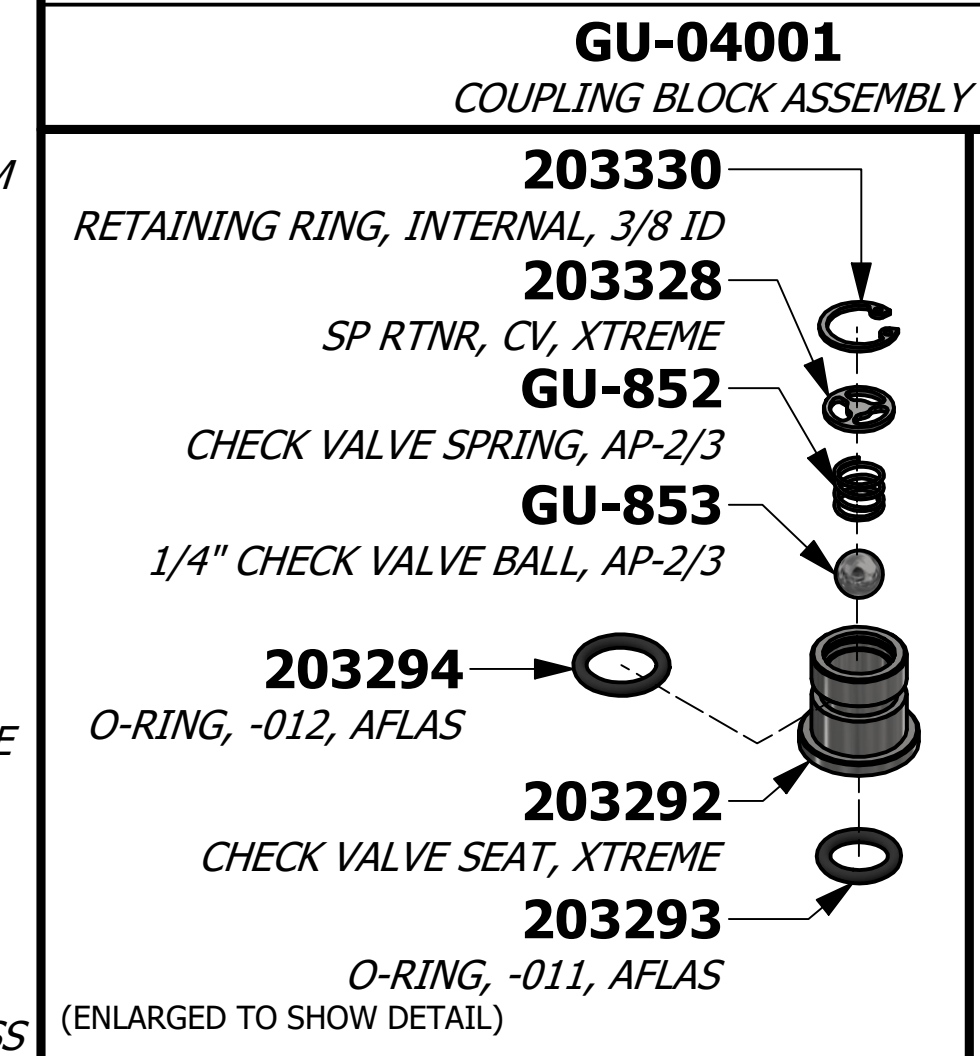 GU-04001
COUPLING BLOCK ASSEMBLY
203330
RETAINING RING, INTERNAL, 3/8 ID
203328
SP RTNR, CV, XTREME
GU-852
CHECK VALVE SPRING, AP-2/3
GU-853
1/4" CHECK VALVE BALL, AP-2/3
203294
O-RING, -012, AFLAS
203292
CHECK VALVE SEAT, XTREME
203293
O-RING, -011, AFLAS
(ENLARGED TO SHOW DETAIL)